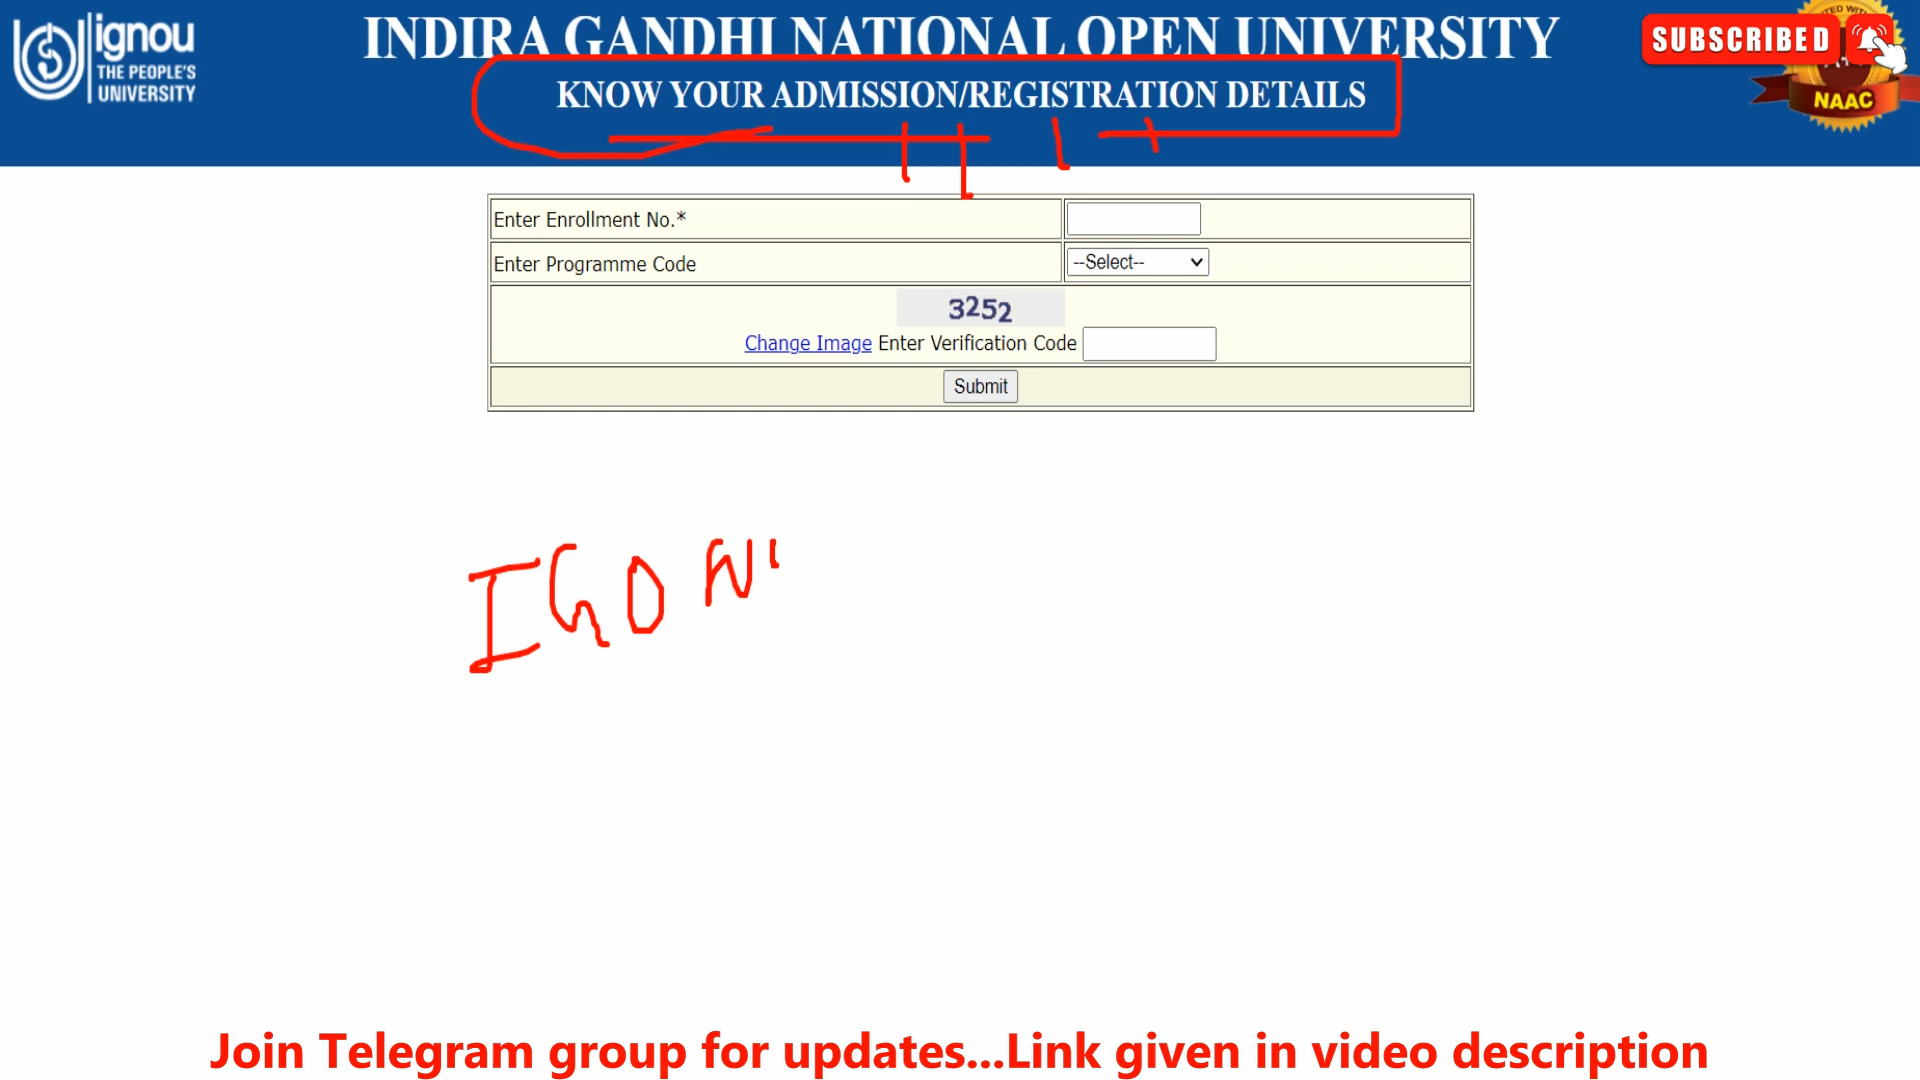 ignou
THE PEOPLE'S
UNIVERSITY
INDIRA GANDHI NATIONAL OPEN UNIVERSITY
KNOW YOUR ADMISSION/REGISTRATION DETAILS
SUBSCRIBED
NAAC
Enter Enrollment No.*
Enter Programme Code
--Select--
3252
Change Image Enter Verification Code
Submit
IGON
Join Telegram group for updates...Link given in video description